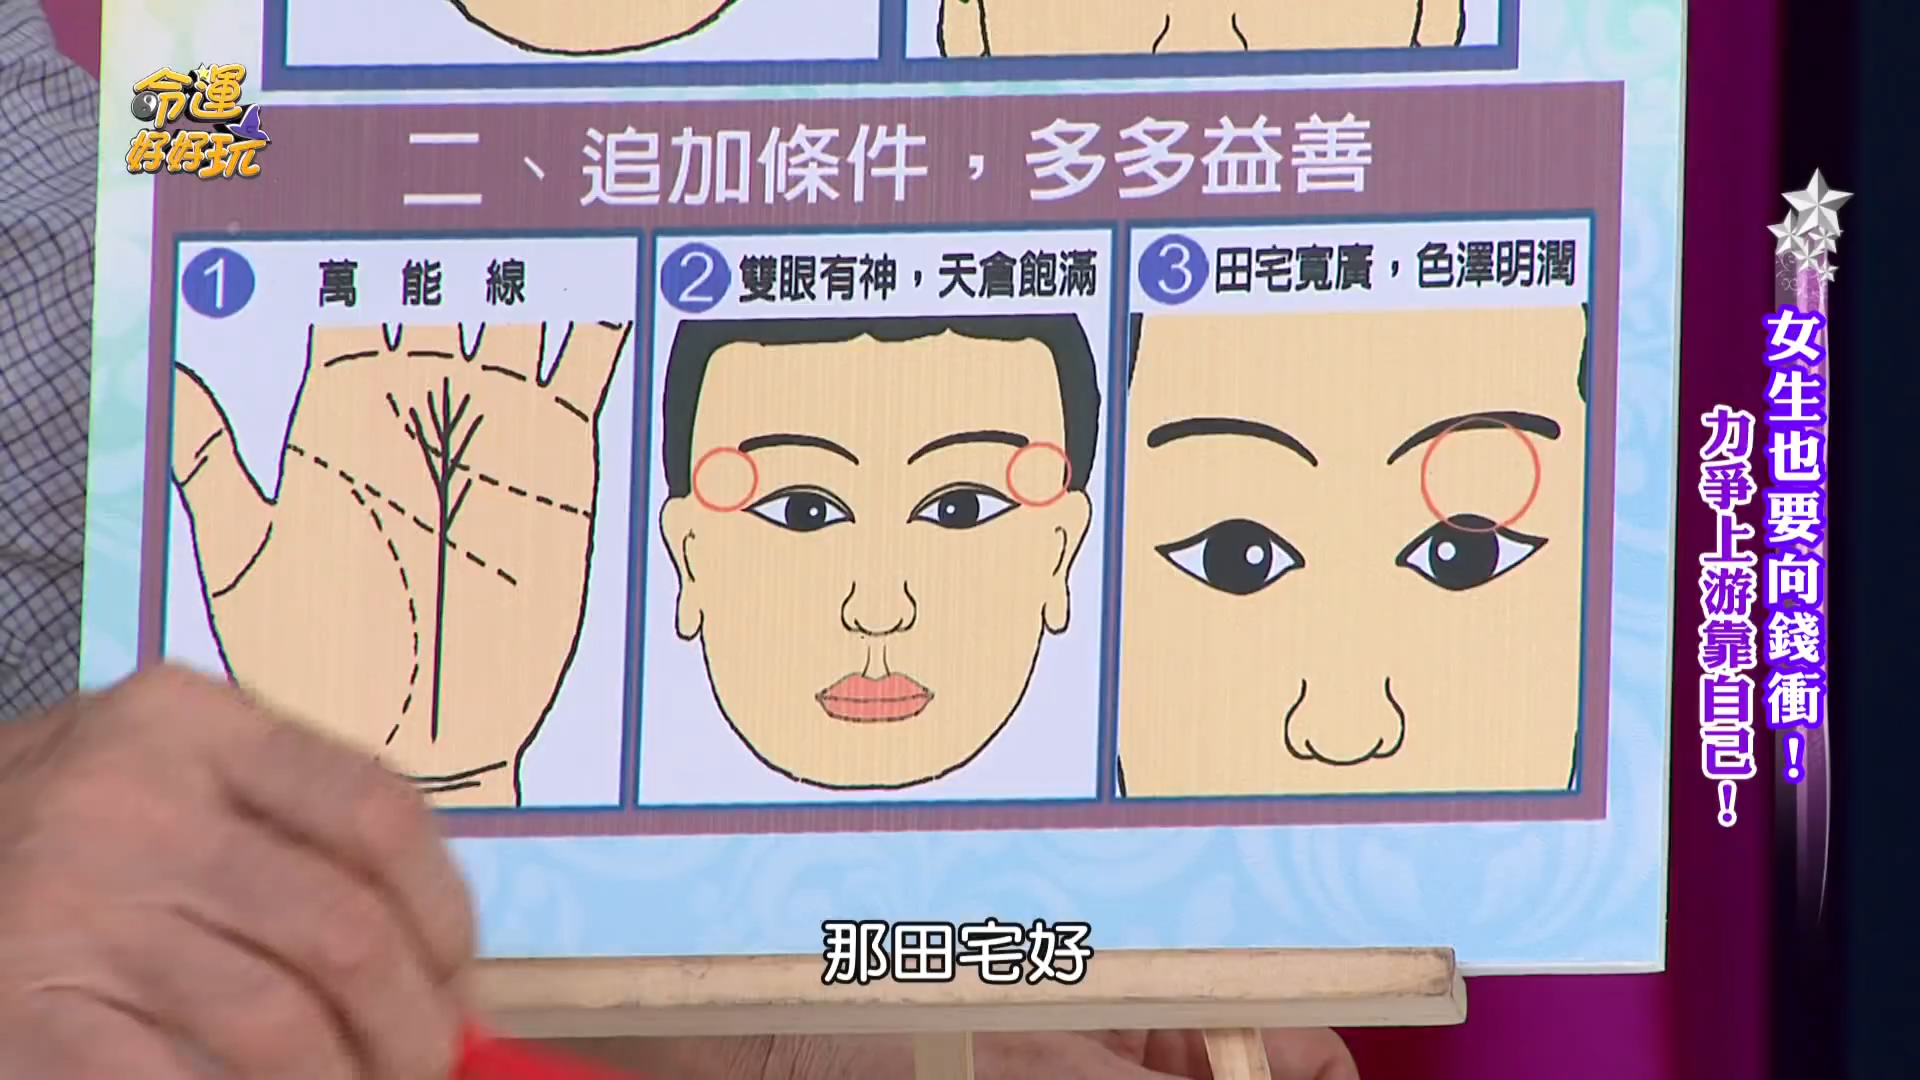 命運
好好玩
二、追加條件，多多益善
1 萬能線
2 雙眼有神，天倉飽滿
3 田宅寬廣，色澤明潤
女生也要向錢衝！
力爭上游靠自己！
那田宅好